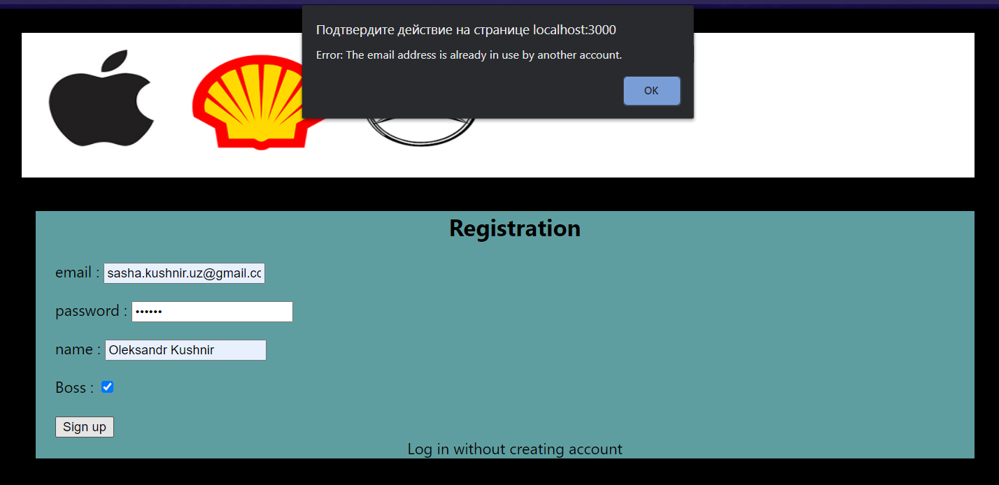 Подтвердите действие на странице localhost:3000
Error: The email address is already in use by another account.
OK
Registration
email : sasha.kushnir.uz@gmail.cc
password : ••••••
name : Oleksandr Kushnir
Boss :
Sign up
Log in without creating account